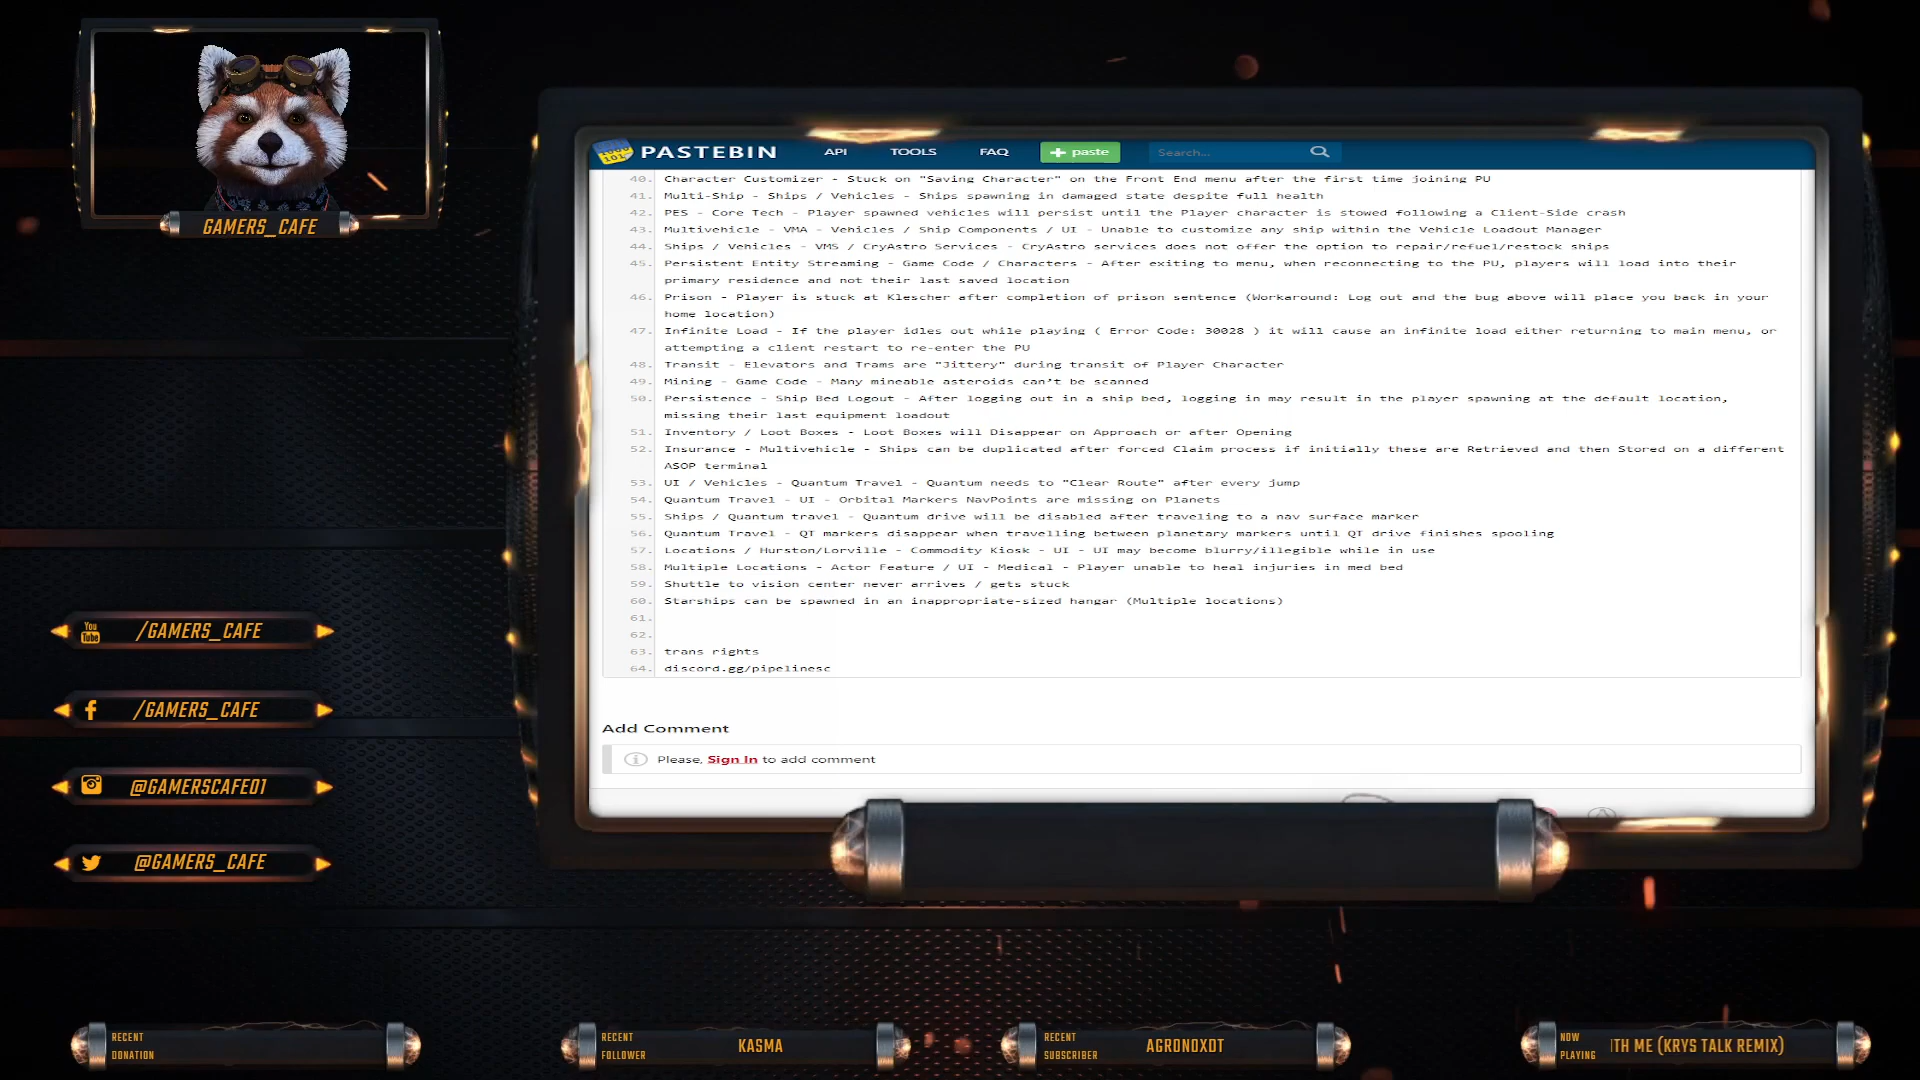 GAMERS_CAFE
PASTEBIN
API TOOLS FAQ + paste Search...
40. Character Customizer - Stuck on "Saving Character" on the Front End menu after the first time joining PU
41. Multi-Ship - Ships / Vehicles - Ships spawning in damaged state despite full health
42. PES - Core Tech - Player spawned vehicles will persist until the Player character is stowed following a Client-Side crash
43. Multivehicle - VMA - Vehicles / Ship Components / UI - Unable to customize any ship within the Vehicle Loadout Manager
44. Ships / Vehicles - VMS / CryAstro Services - CryAstro services does not offer the option to repair/refuel/restock ships
45. Persistent Entity Streaming - Game Code / Characters - After exiting to menu, when reconnecting to the PU, players will load into their
primary residence and not their last saved location
46. Prison - Player is stuck at Klescher after completion of prison sentence (Workaround: Log out and the bug above will place you back in your
home location)
47. Infinite Load - If the player idles out while playing ( Error Code: 30028 ) it will cause an infinite load either returning to main menu, or
attempting a client restart to re-enter the PU
48. Transit - Elevators and Trams are "Jittery" during transit of Player Character
49. Mining - Game Code - Many mineable asteroids can't be scanned
50. Persistence - Ship Bed Logout - After logging out in a ship bed, logging in may result in the player spawning at the default location,
missing their last equipment loadout
51. Inventory / Loot Boxes - Loot Boxes will Disappear on Approach or after Opening
52. Insurance - Multivehicle - Ships can be duplicated after forced Claim process if initially these are Retrieved and then Stored on a different
ASOP terminal
53. UI / Vehicles - Quantum Travel - Quantum needs to "Clear Route" after every jump
54. Quantum Travel - UI - Orbital Markers NavPoints are missing on Planets
55. Ships / Quantum travel - Quantum drive will be disabled after traveling to a nav surface marker
56. Quantum Travel - QT markers disappear when travelling between planetary markers until QT drive finishes spooling
57. Locations / Hurston/Lorville - Commodity Kiosk - UI - UI may become blurry/illegible while in use
58. Multiple Locations - Actor Feature / UI - Medical - Player unable to heal injuries in med bed
59. Shuttle to vision center never arrives / gets stuck
60. Starships can be spawned in an inappropriate-sized hangar (Multiple locations)
61.
62.
63. trans rights
64. discord.gg/pipelinesc
Add Comment
Please, Sign In to add comment
You Tube /GAMERS_CAFE
f /GAMERS_CAFE
@GAMERSCAFE01
@GAMERS_CAFE
RECENT DONATION
RECENT FOLLOWER KASMA
RECENT SUBSCRIBER AGRONOXDT
NOW PLAYING ITH ME (KRYS TALK REMIX)